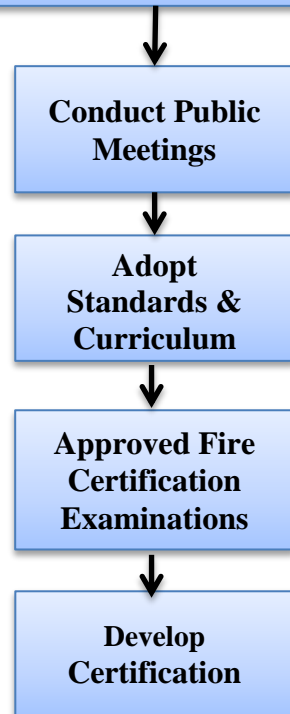 Conduct Public
Meetings
Adopt
Standards &
Curriculum
Approved Fire
Certification
Examinations
Develop
Certification